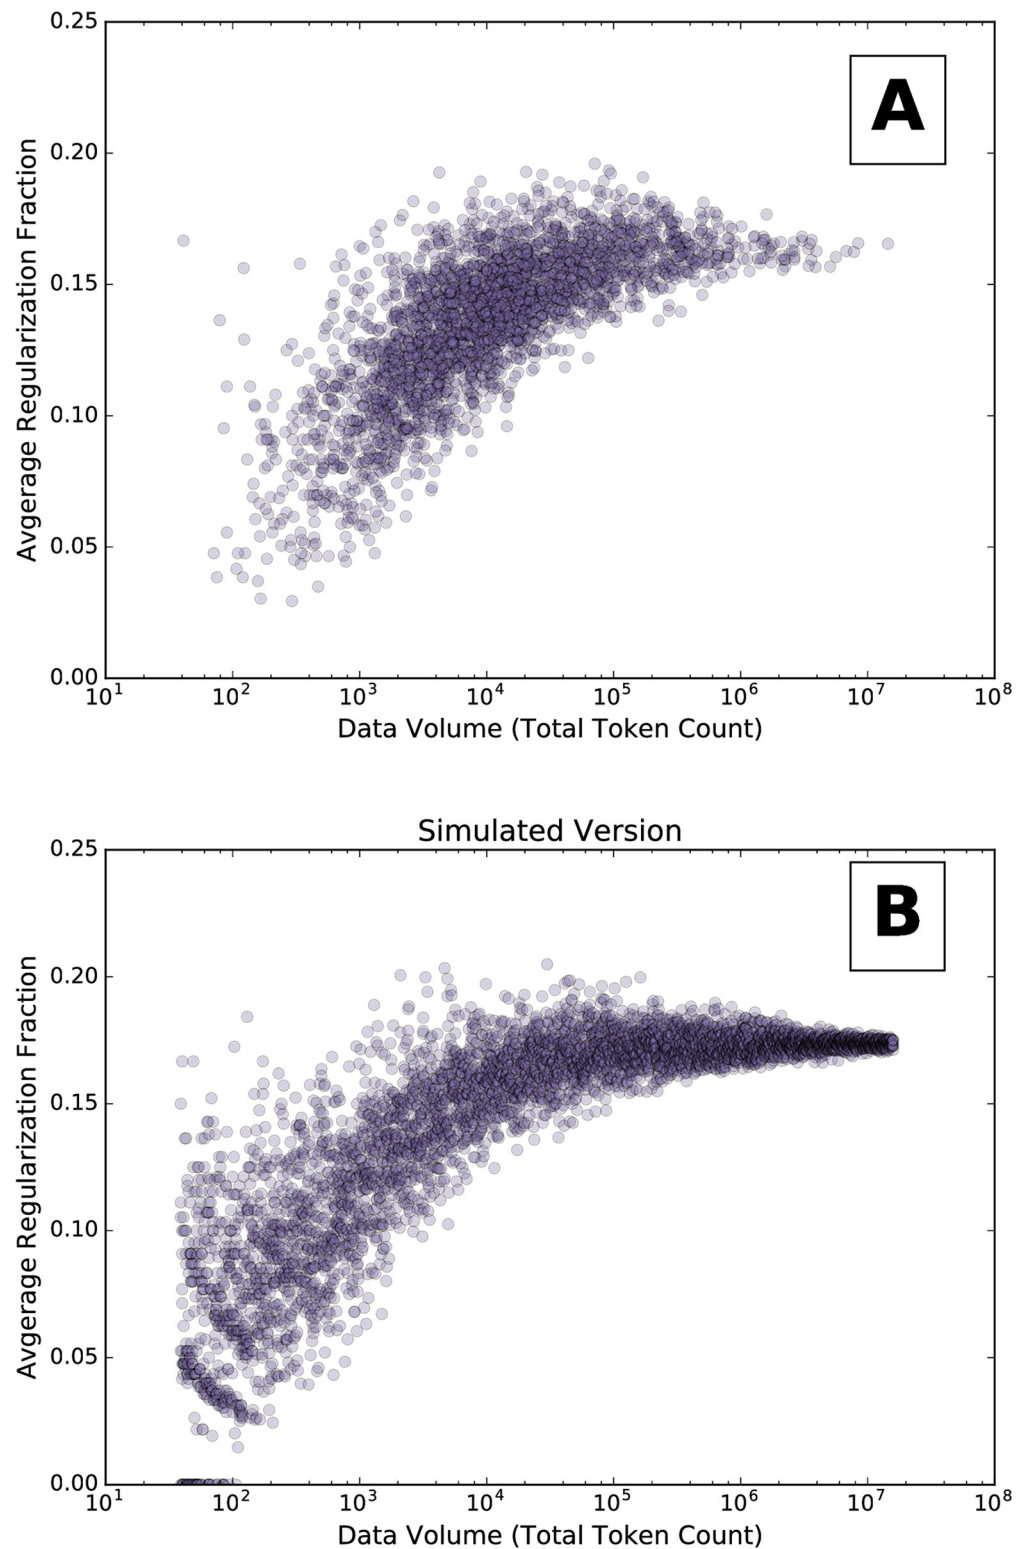 0.25
A
0.20
0.15
0.10
0.05
0.00
Avgerage Regularization Fraction
10^1 10^2 10^3 10^4 10^5 10^6 10^7 10^8
Data Volume (Total Token Count)
Simulated Version
0.25
B
0.20
0.15
0.10
0.05
0.00
Avgerage Regularization Fraction
10^1 10^2 10^3 10^4 10^5 10^6 10^7 10^8
Data Volume (Total Token Count)